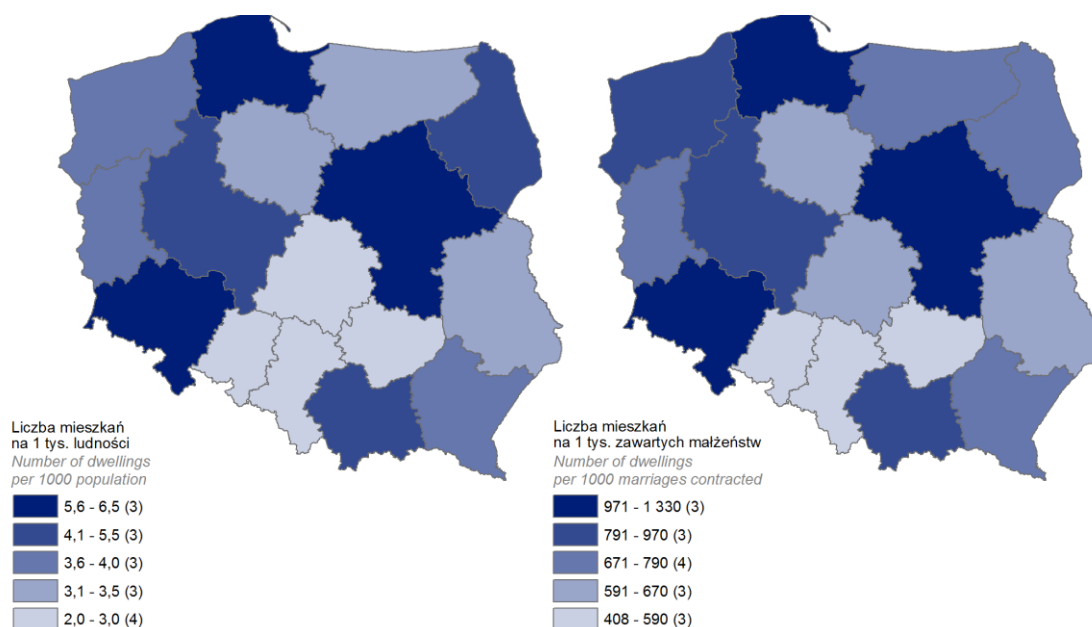 Liczba mieszkań
na 1 tys. ludności
Number of dwellings
per 1000 population
5,6 - 6,5 (3)
4,1 - 5,5 (3)
3,6 - 4,0 (3)
3,1 - 3,5 (3)
2,0 - 3,0 (4)
Liczba mieszkań
na 1 tys. zawartych małżeństw
Number of dwellings
per 1000 marriages contracted
971 - 1 330 (3)
791 - 970 (3)
671 - 790 (4)
591 - 670 (3)
408 - 590 (3)